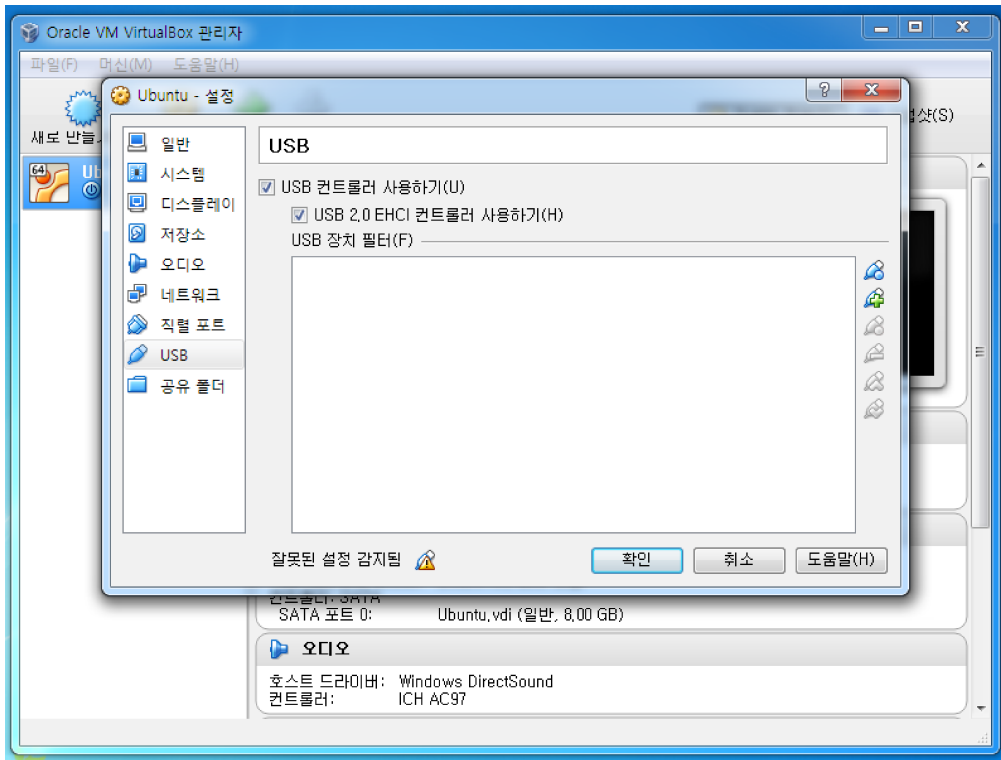 Oracle VM VirtualBox 관리자
파일(F) 머신(M) 도움말(H)
Ubuntu - 설정
새로 만들
64
일반
시스템
디스플레이
저장소
오디오
네트워크
직렬 포트
USB
공유 폴더
USB
USB 컨트롤러 사용하기(U)
USB 2,0 EHCI 컨트롤러 사용하기(H)
USB 장치 필터(F)
잘못된 설정 감지됨
확인
취소
도움말(H)
컨트롤러: SATA
SATA 포트 0: Ubuntu,vdi (일반, 8,00 GB)
오디오
호스트 드라이버: Windows DirectSound
컨트롤러: ICH AC97